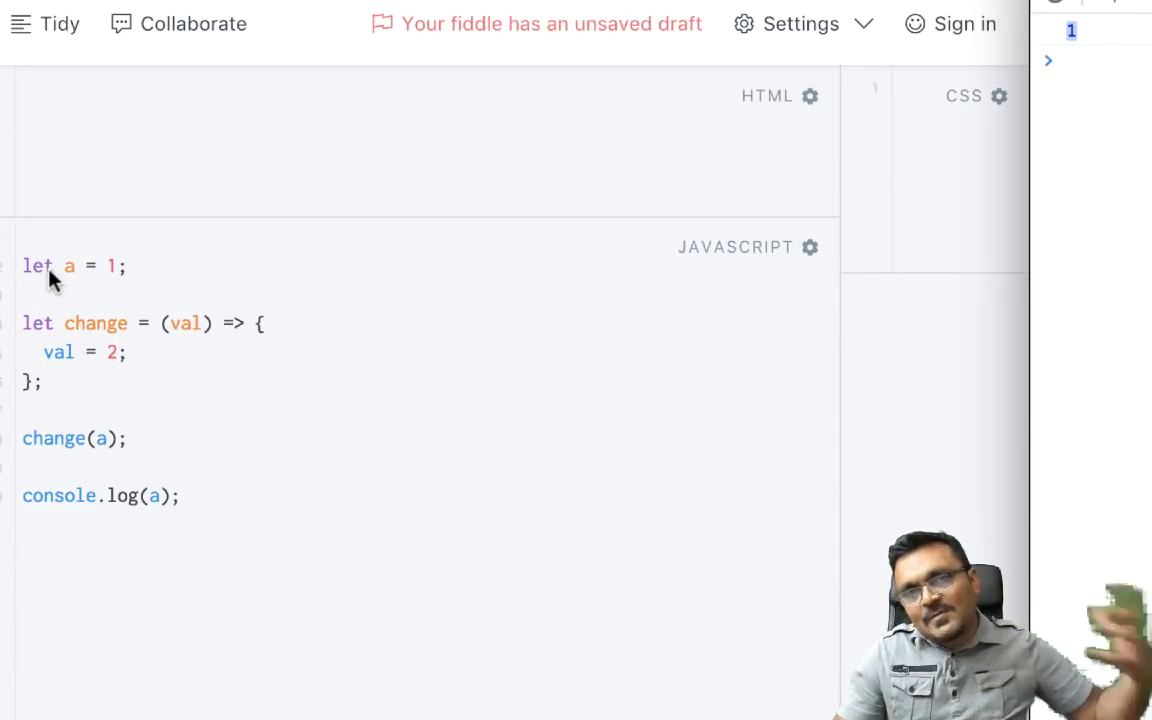 Tidy Collaborate Your fiddle has an unsaved draft Settings Sign in
1
HTML
1 CSS
JAVASCRIPT
let a = 1;
let change = (val) => {
val = 2;
};
change(a);
console.log(a);